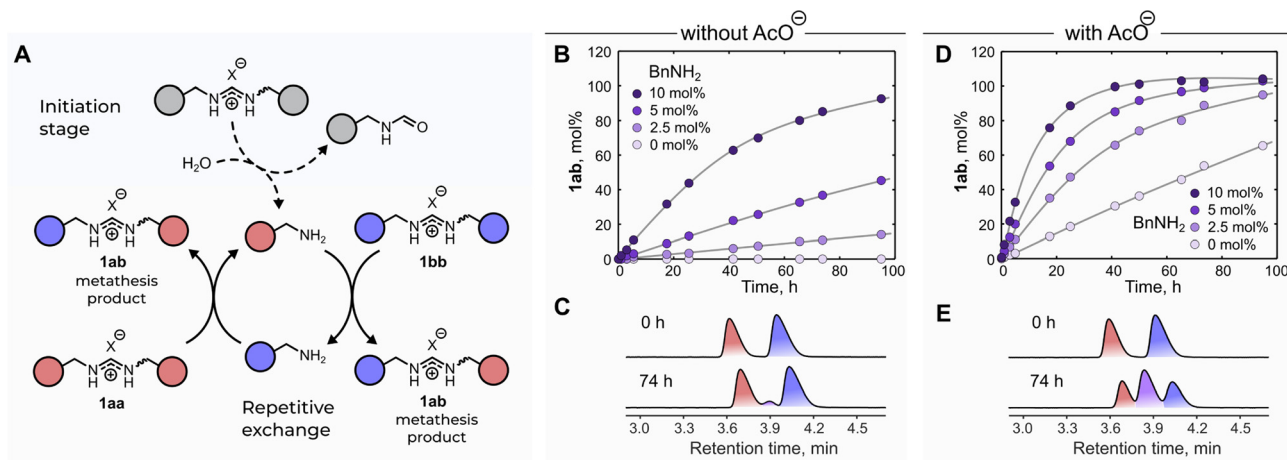 A
Initiation
stage
X⊖
N
H
⊕
N
H
H₂O
N
H
O
X⊖
N
H
⊕
N
H
1ab
metathesis
product
NH₂
X⊖
N
H
⊕
N
H
1bb
X⊖
N
H
⊕
N
H
1aa
NH₂
Repetitive
exchange
X⊖
N
H
⊕
N
H
1ab
metathesis
product
without AcO⊖
B
1ab, mol%
120
100
80
60
40
20
0
BnNH₂
10 mol%
5 mol%
2.5 mol%
0 mol%
0 20 40 60 80 100
Time, h
C
0 h
74 h
3.0 3.3 3.6 3.9 4.2 4.5
Retention time, min
with AcO⊖
D
1ab, mol%
120
100
80
60
40
20
0
BnNH₂
10 mol%
5 mol%
2.5 mol%
0 mol%
0 20 40 60 80 100
Time, h
E
0 h
74 h
3.0 3.3 3.6 3.9 4.2 4.5
Retention time, min